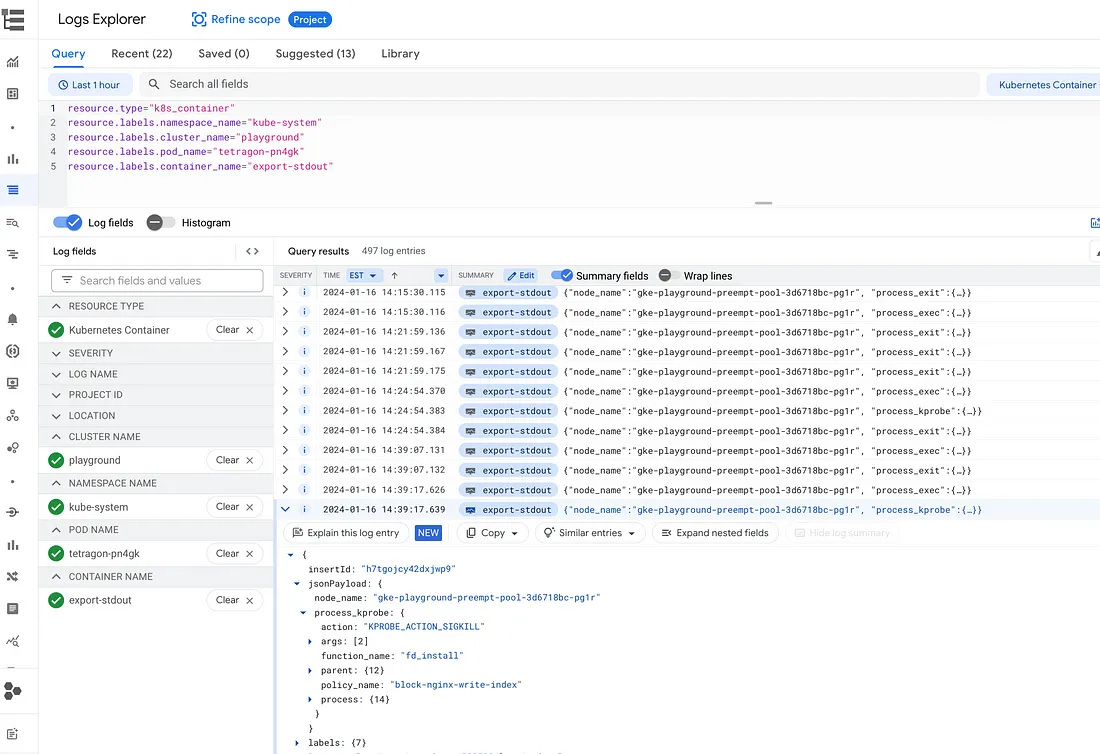 Logs Explorer
Refine scope
Project
Query
Recent (22)
Saved (0)
Suggested (13)
Library
Last 1 hour
Search all fields
Kubernetes Container
1 resource.type="k8s_container"
2 resource.labels.namespace_name="kube-system"
3 resource.labels.cluster_name="playground"
4 resource.labels.pod_name="tetragon-pn4gk"
5 resource.labels.container_name="export-stdout"
Log fields
Histogram
Log fields
<>
Search fields and values
RESOURCE TYPE
Kubernetes Container Clear
SEVERITY
LOG NAME
PROJECT ID
LOCATION
CLUSTER NAME
playground Clear
NAMESPACE NAME
kube-system Clear
POD NAME
tetragon-pn4gk Clear
CONTAINER NAME
export-stdout Clear
Query results 497 log entries
SEVERITY TIME EST SUMMARY Edit Summary fields Wrap lines
2024-01-16 14:15:30.115 export-stdout {"node_name":"gke-playground-preempt-pool-3d6718bc-pg1r", "process_exit":{…}}
2024-01-16 14:15:30.116 export-stdout {"node_name":"gke-playground-preempt-pool-3d6718bc-pg1r", "process_exec":{…}}
2024-01-16 14:21:59.136 export-stdout {"node_name":"gke-playground-preempt-pool-3d6718bc-pg1r", "process_exit":{…}}
2024-01-16 14:21:59.167 export-stdout {"node_name":"gke-playground-preempt-pool-3d6718bc-pg1r", "process_exit":{…}}
2024-01-16 14:21:59.175 export-stdout {"node_name":"gke-playground-preempt-pool-3d6718bc-pg1r", "process_exit":{…}}
2024-01-16 14:24:54.370 export-stdout {"node_name":"gke-playground-preempt-pool-3d6718bc-pg1r", "process_exec":{…}}
2024-01-16 14:24:54.383 export-stdout {"node_name":"gke-playground-preempt-pool-3d6718bc-pg1r", "process_kprobe":{…}}
2024-01-16 14:24:54.384 export-stdout {"node_name":"gke-playground-preempt-pool-3d6718bc-pg1r", "process_exit":{…}}
2024-01-16 14:39:07.131 export-stdout {"node_name":"gke-playground-preempt-pool-3d6718bc-pg1r", "process_exec":{…}}
2024-01-16 14:39:07.132 export-stdout {"node_name":"gke-playground-preempt-pool-3d6718bc-pg1r", "process_exit":{…}}
2024-01-16 14:39:17.626 export-stdout {"node_name":"gke-playground-preempt-pool-3d6718bc-pg1r", "process_exec":{…}}
2024-01-16 14:39:17.639 export-stdout {"node_name":"gke-playground-preempt-pool-3d6718bc-pg1r", "process_kprobe":{…}}
Explain this log entry NEW Copy Similar entries Expand nested fields Hide log summary
{
insertId: "h7tgojcy42dxjwp9"
jsonPayload: {
node_name: "gke-playground-preempt-pool-3d6718bc-pg1r"
process_kprobe: {
action: "KPROBE_ACTION_SIGKILL"
args: [2]
function_name: "fd_install"
parent: {12}
policy_name: "block-nginx-write-index"
process: {14}
}
}
labels: {7}